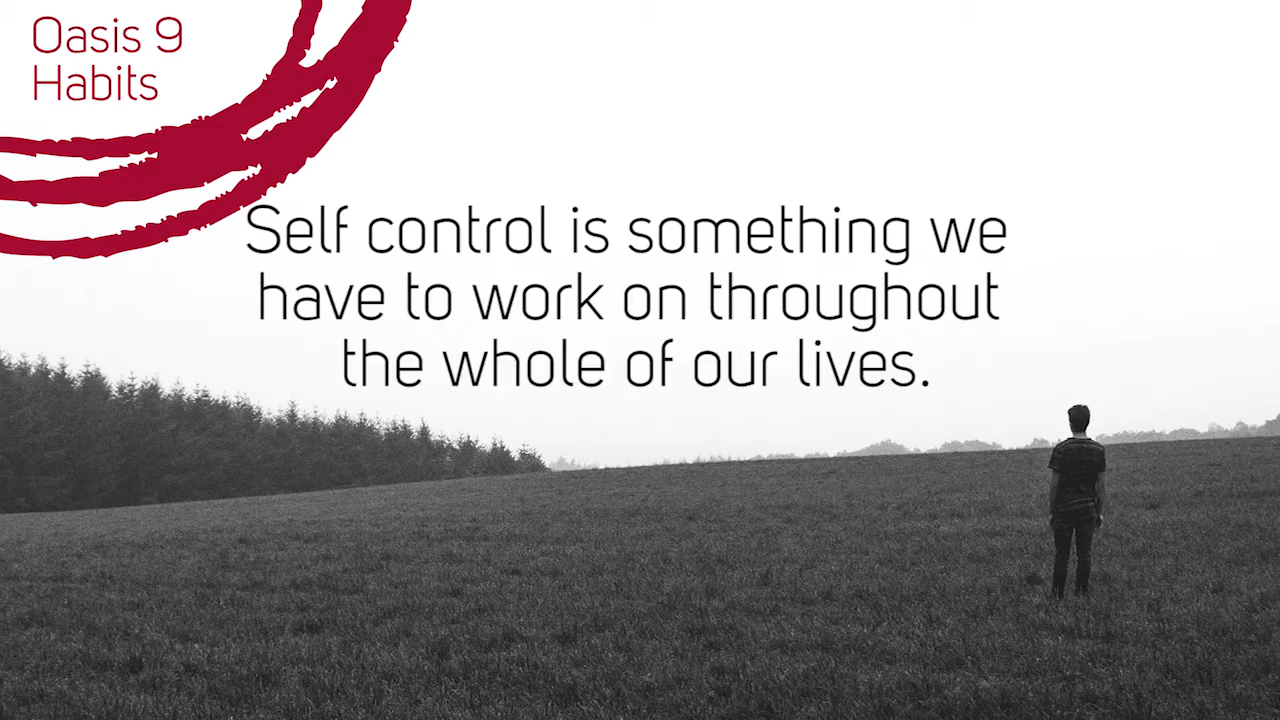 Oasis 9
Habits
Self control is something we
have to work on throughout
the whole of our lives.